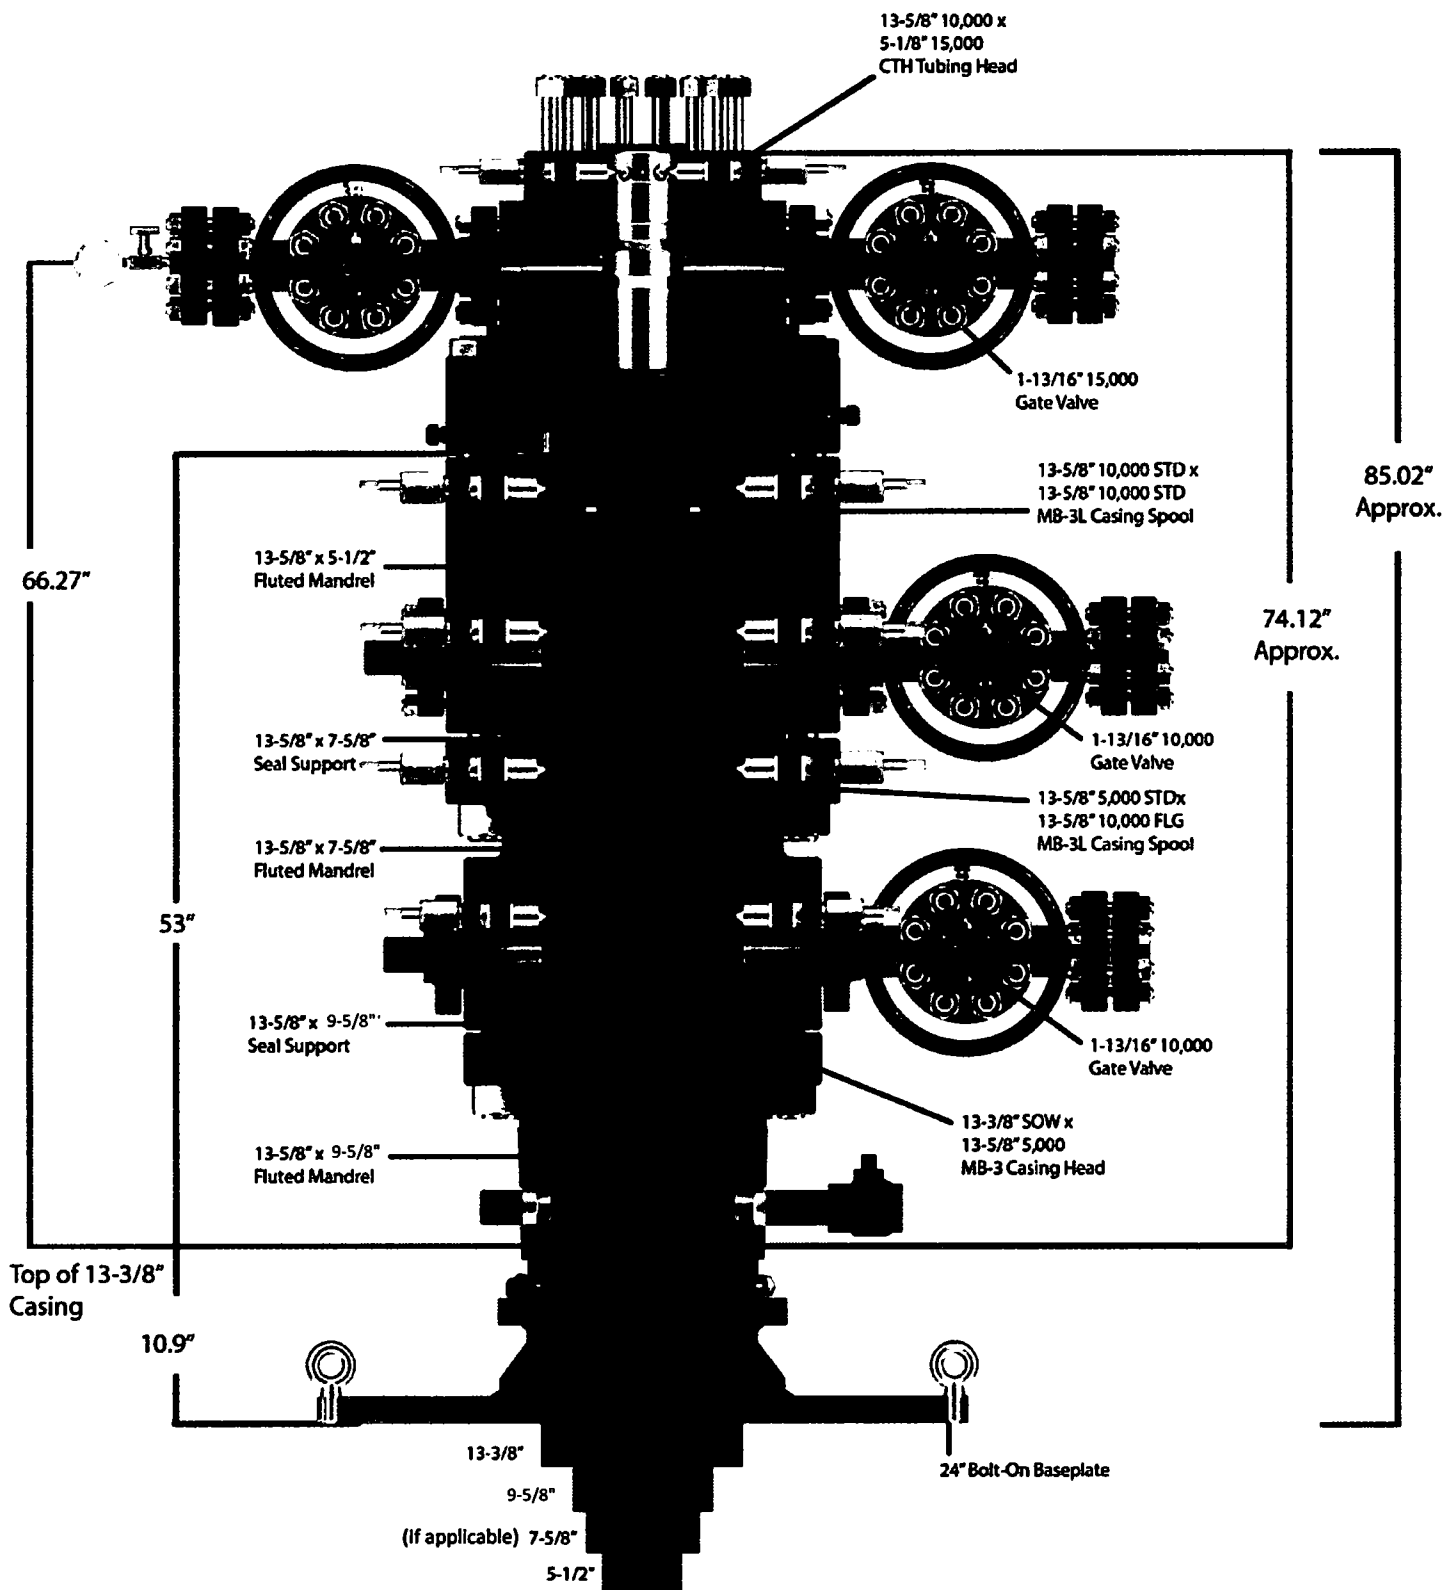 13-5/8" 10,000 x
5-1/8" 15,000
CTH Tubing Head
1-13/16" 15,000
Gate Valve
13-5/8" 10,000 STD x
13-5/8" 10,000 STD
MB-3L Casing Spool
85.02"
Approx.
13-5/8" x 5-1/2"
Fluted Mandrel
66.27"
74.12"
Approx.
13-5/8" x 7-5/8"
Seal Support
1-13/16" 10,000
Gate Valve
13-5/8" 5,000 STDx
13-5/8" 10,000 FLG
MB-3L Casing Spool
13-5/8" x 7-5/8"
Fluted Mandrel
53"
13-5/8" x 9-5/8"
Seal Support
1-13/16" 10,000
Gate Valve
13-3/8" SOW x
13-5/8" 5,000
MB-3 Casing Head
13-5/8" x 9-5/8"
Fluted Mandrel
Top of 13-3/8"
Casing
10.9"
13-3/8"
24" Bolt-On Baseplate
9-5/8"
(If applicable) 7-5/8"
5-1/2"